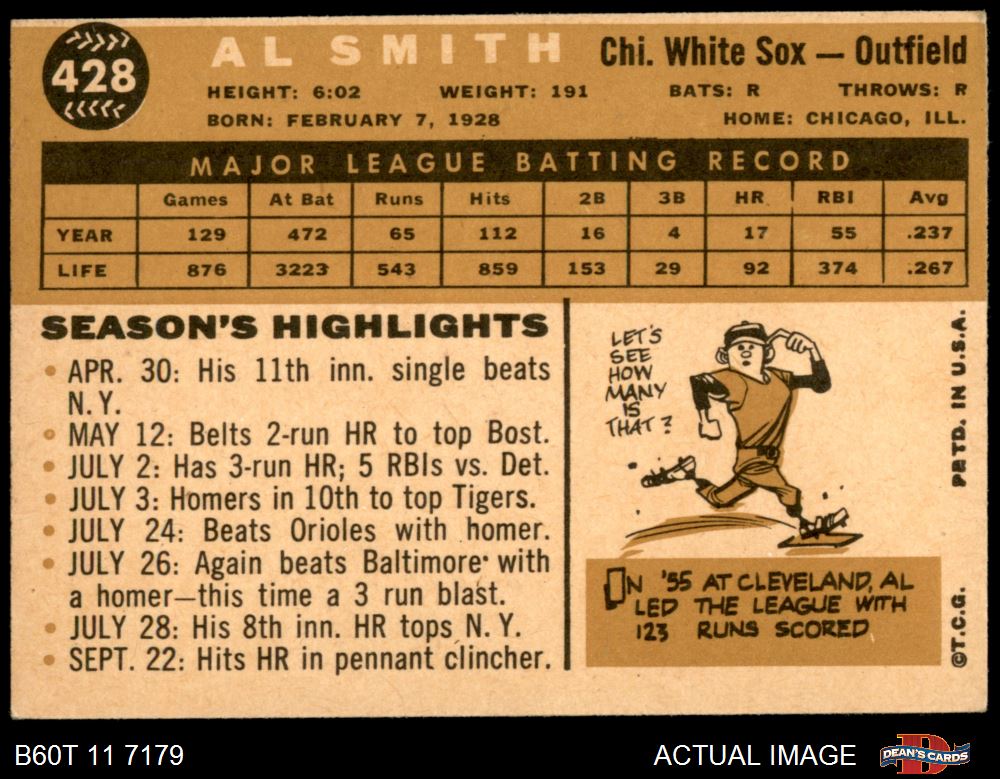 428
AL SMITH Chi. White Sox — Outfield
HEIGHT: 6:02 WEIGHT: 191 BATS: R THROWS: R
BORN: FEBRUARY 7, 1928 HOME: CHICAGO, ILL.
MAJOR LEAGUE BATTING RECORD
Games At Bat Runs Hits 2B 3B HR RBI Avg
YEAR 129 472 65 112 16 4 17 55 .237
LIFE 876 3223 543 859 153 29 92 374 .267
SEASON'S HIGHLIGHTS
• APR. 30: His 11th inn. single beats
N.Y.
• MAY 12: Belts 2-run HR to top Bost.
• JULY 2: Has 3-run HR; 5 RBIs vs. Det.
• JULY 3: Homers in 10th to top Tigers.
• JULY 24: Beats Orioles with homer.
• JULY 26: Again beats Baltimore with
a homer—this time a 3 run blast.
• JULY 28: His 8th inn. HR tops N.Y.
• SEPT. 22: Hits HR in pennant clincher.
LET'S
SEE
HOW
MANY
IS
THAT?
IN '55 AT CLEVELAND, AL
LED THE LEAGUE WITH
123 RUNS SCORED
©T.C.G. PRTD. IN U.S.A.
B60T 11 7179 ACTUAL IMAGE DEAN'S CARDS